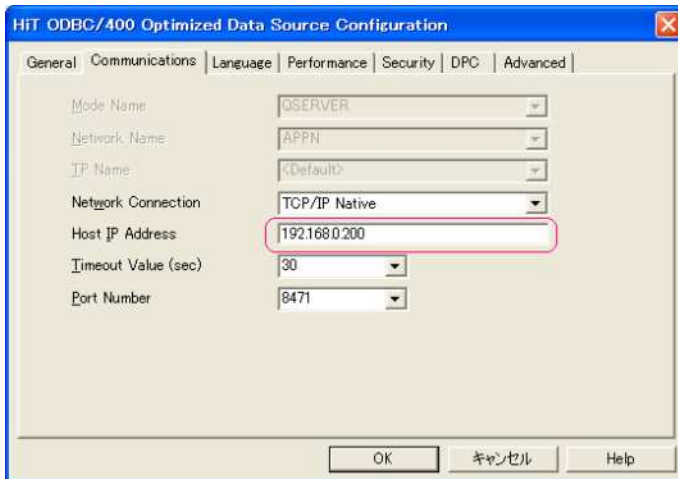 HiT ODBC/400 Optimized Data Source Configuration
General Communications Language Performance Security DPC Advanced
Mode Name QSERVER
Network Name APPN
TP Name <Default>
Network Connection TCP/IP Native
Host IP Address 192.168.0.200
Timeout Value (sec) 30
Port Number 8471
OK キャンセル Help